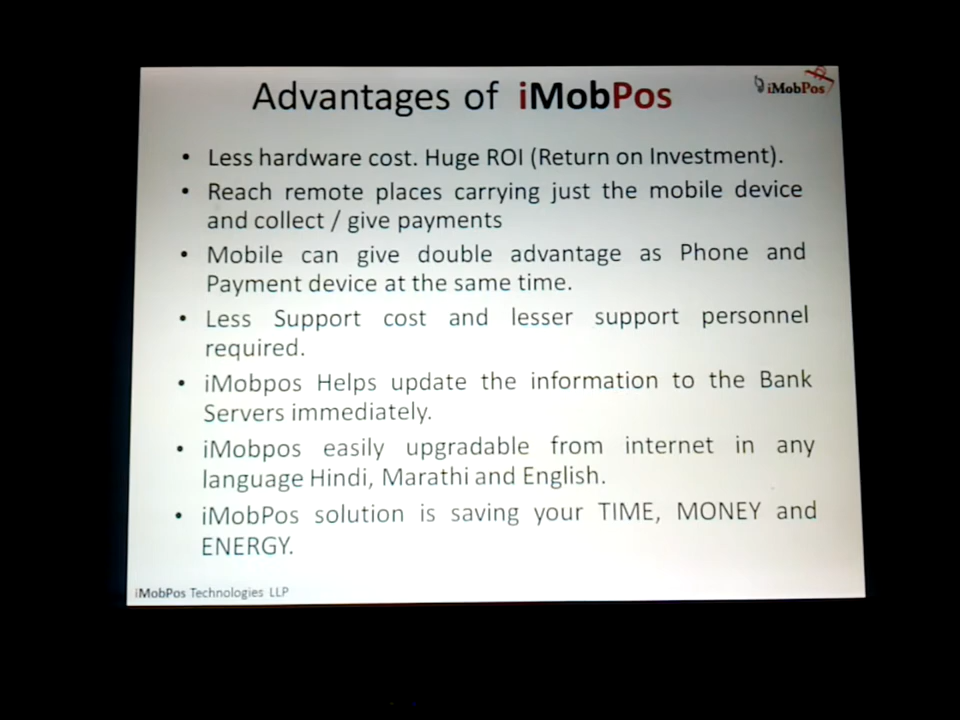 Advantages of iMobPos
iMobPos
• Less hardware cost. Huge ROI (Return on Investment).
• Reach remote places carrying just the mobile device
and collect / give payments
• Mobile can give double advantage as Phone and
Payment device at the same time.
• Less Support cost and lesser support personnel
required.
• iMobpos Helps update the information to the Bank
Servers immediately.
• iMobpos easily upgradable from internet in any
language Hindi, Marathi and English.
• iMobPos solution is saving your TIME, MONEY and
ENERGY.
iMobPos Technologies LLP